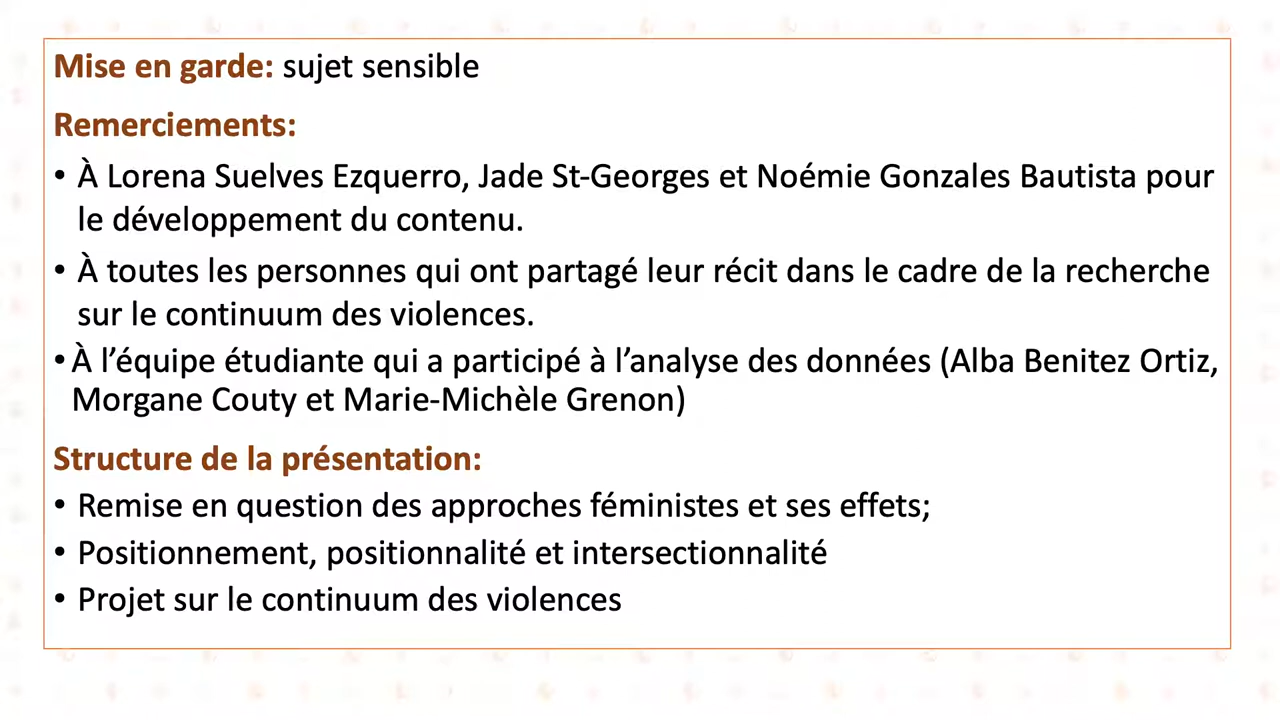 Mise en garde: sujet sensible
Remerciements:
• À Lorena Suelves Ezquerro, Jade St-Georges et Noémie Gonzales Bautista pour
le développement du contenu.
• À toutes les personnes qui ont partagé leur récit dans le cadre de la recherche
sur le continuum des violences.
• À l’équipe étudiante qui a participé à l’analyse des données (Alba Benitez Ortiz,
Morgane Couty et Marie-Michèle Grenon)
Structure de la présentation:
• Remise en question des approches féministes et ses effets;
• Positionnement, positionnalité et intersectionnalité
• Projet sur le continuum des violences